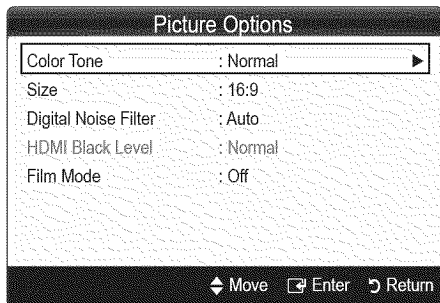 Picture Options
Color Tone : Normal
Size : 16:9
Digital Noise Filter : Auto
HDMI Black Level : Normal
Film Mode : Off
Move Enter Return